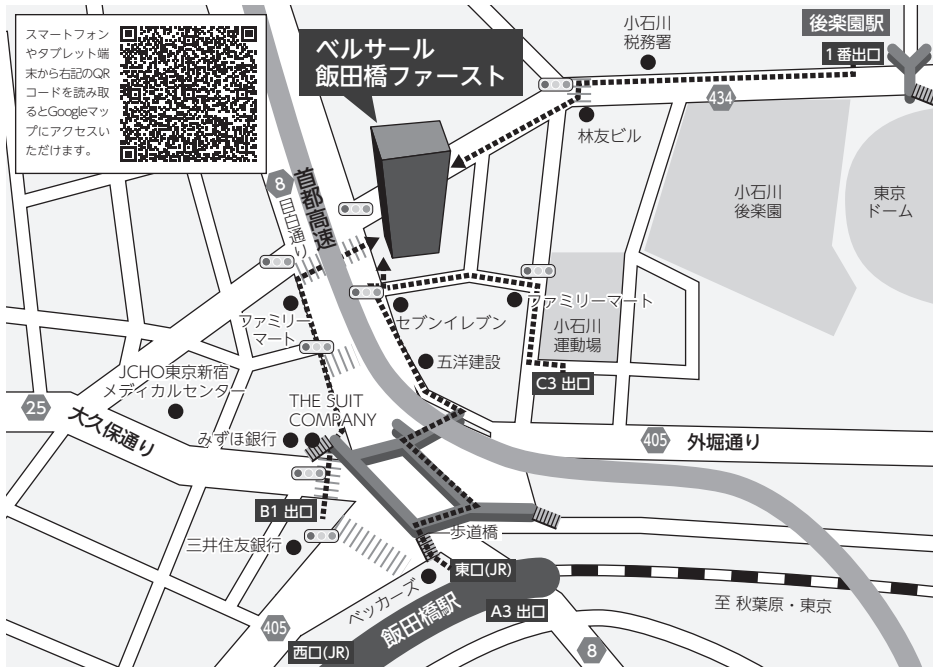 スマートフォン
やタブレット端
末から右記のQR
コードを読み取
るとGoogleマッ
プにアクセスい
ただけます。
ベルサール
飯田橋ファースト
小石川
税務署
後楽園駅
1番出口
434
林友ビル
小石川
後楽園
東京
ドーム
8
首都高速
目白通り
ファミリー
マート
セブンイレブン
ファミリーマート
小石川
運動場
五洋建設
C3 出口
JCHO東京新宿
メディカルセンター
25
大久保通り
THE SUIT
COMPANY
みずほ銀行
405
外堀通り
B1 出口
三井住友銀行
歩道橋
東口(JR)
ベッカーズ
飯田橋駅
A3 出口
至 秋葉原・東京
405
西口(JR)
8